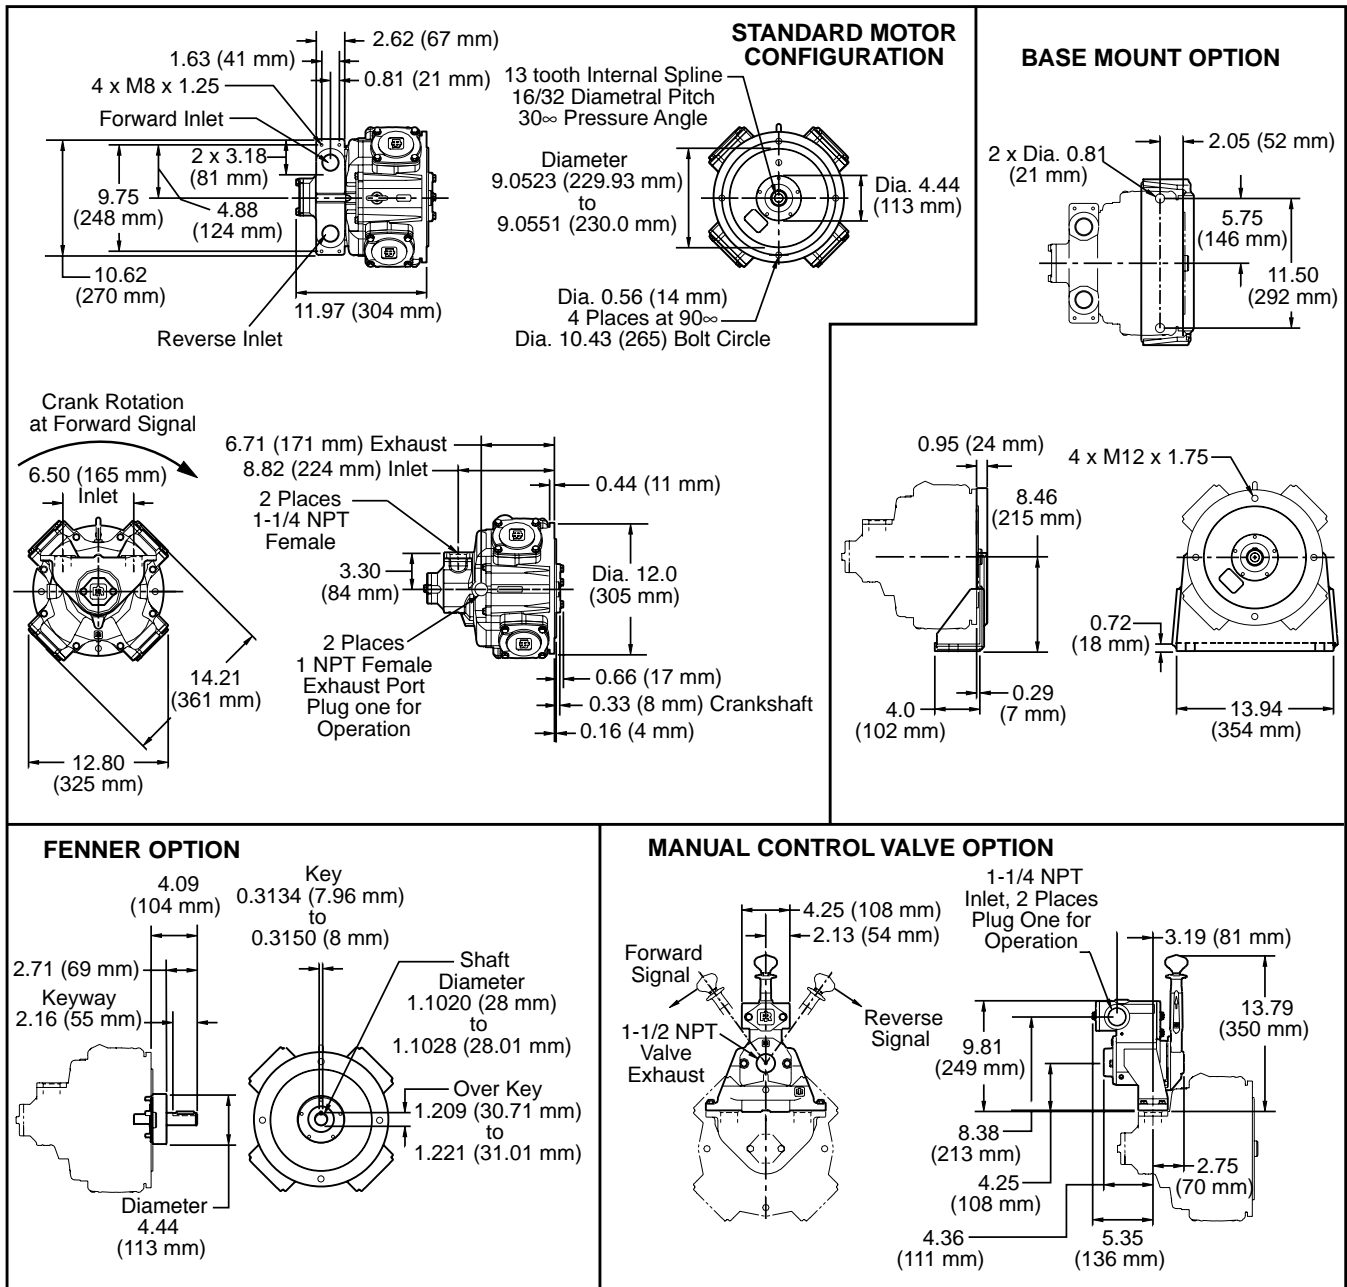 STANDARD MOTOR
CONFIGURATION
2.62 (67 mm)
1.63 (41 mm)
0.81 (21 mm)
4 x M8 x 1.25
Forward Inlet
2 x 3.18
(81 mm)
9.75
(248 mm)
4.88
(124 mm)
10.62
(270 mm)
11.97 (304 mm)
Reverse Inlet
13 tooth Internal Spline
16/32 Diametral Pitch
30∞ Pressure Angle
Diameter
9.0523 (229.93 mm)
to
9.0551 (230.0 mm)
Dia. 4.44
(113 mm)
Dia. 0.56 (14 mm)
4 Places at 90∞
Dia. 10.43 (265) Bolt Circle
Crank Rotation
at Forward Signal
6.50 (165 mm)
Inlet
14.21
(361 mm)
12.80
(325 mm)
6.71 (171 mm) Exhaust
8.82 (224 mm) Inlet
0.44 (11 mm)
2 Places
1-1/4 NPT
Female
3.30
(84 mm)
Dia. 12.0
(305 mm)
2 Places
1 NPT Female
Exhaust Port
Plug one for
Operation
0.66 (17 mm)
0.33 (8 mm) Crankshaft
0.16 (4 mm)
BASE MOUNT OPTION
2.05 (52 mm)
2 x Dia. 0.81
(21 mm)
5.75
(146 mm)
11.50
(292 mm)
0.95 (24 mm)
4 x M12 x 1.75
8.46
(215 mm)
0.72
(18 mm)
0.29
(7 mm)
4.0
(102 mm)
13.94
(354 mm)
FENNER OPTION
4.09
(104 mm)
Key
0.3134 (7.96 mm)
to
0.3150 (8 mm)
2.71 (69 mm)
Keyway
2.16 (55 mm)
Shaft
Diameter
1.1020 (28 mm)
to
1.1028 (28.01 mm)
Over Key
1.209 (30.71 mm)
to
1.221 (31.01 mm)
Diameter
4.44
(113 mm)
MANUAL CONTROL VALVE OPTION
4.25 (108 mm)
2.13 (54 mm)
Forward
Signal
Reverse
Signal
1-1/2 NPT
Valve
Exhaust
1-1/4 NPT
Inlet, 2 Places
Plug One for
Operation
3.19 (81 mm)
13.79
(350 mm)
9.81
(249 mm)
8.38
(213 mm)
4.25
(108 mm)
2.75
(70 mm)
4.36
(111 mm)
5.35
(136 mm)